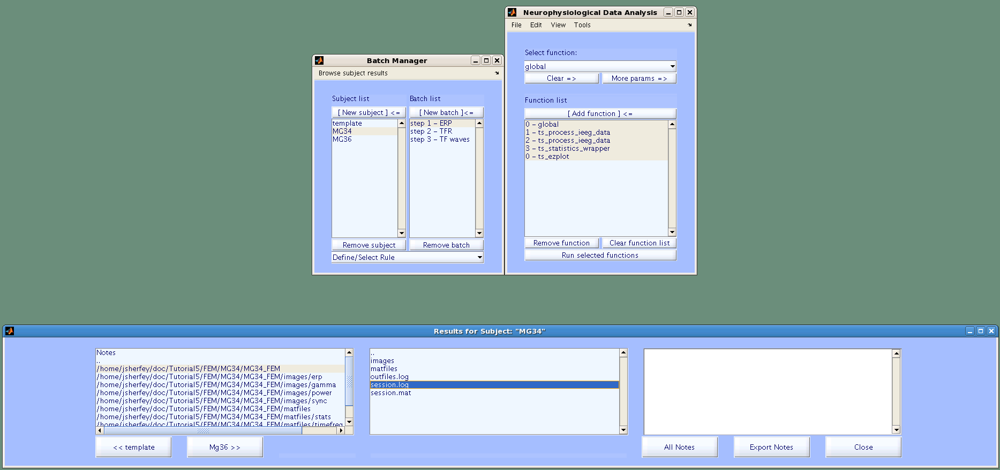 Neurophysiological Data Analysis
File Edit View Tools
Select function:
global
Clear => More params =>
Function list
[ Add function ] <=
0 - global
1 - ts_process_ieeg_data
2 - ts_process_ieeg_data
3 - ts_statistics_wrapper
0 - ts_ezplot
Remove function Clear function list
Run selected functions
Batch Manager
Browse subject results
Subject list Batch list
[ New subject ] <= [ New batch ]<=
template step 1 - ERP
MG34 step 2 - TFR
MG36 step 3 - TF waves
Remove subject Remove batch
Define/Select Rule
Results for Subject: "MG34"
Notes
..
/home/jsherfey/doc/Tutorial5/FEM/MG34/MG34_FEM
/home/jsherfey/doc/Tutorial5/FEM/MG34/MG34_FEM/images/erp
/home/jsherfey/doc/Tutorial5/FEM/MG34/MG34_FEM/images/gamma
/home/jsherfey/doc/Tutorial5/FEM/MG34/MG34_FEM/images/power
/home/jsherfey/doc/Tutorial5/FEM/MG34/MG34_FEM/images/sync
/home/jsherfey/doc/Tutorial5/FEM/MG34/MG34_FEM/matfiles
/home/jsherfey/doc/Tutorial5/FEM/MG34/MG34_FEM/matfiles/stats
/home/jsherfey/doc/Tutorial5/FEM/MG34/MG34_FEM/matfiles/timefreq
..
images
matfiles
outfiles.log
session.log
session.mat
<< template Mg36 >> All Notes Export Notes Close